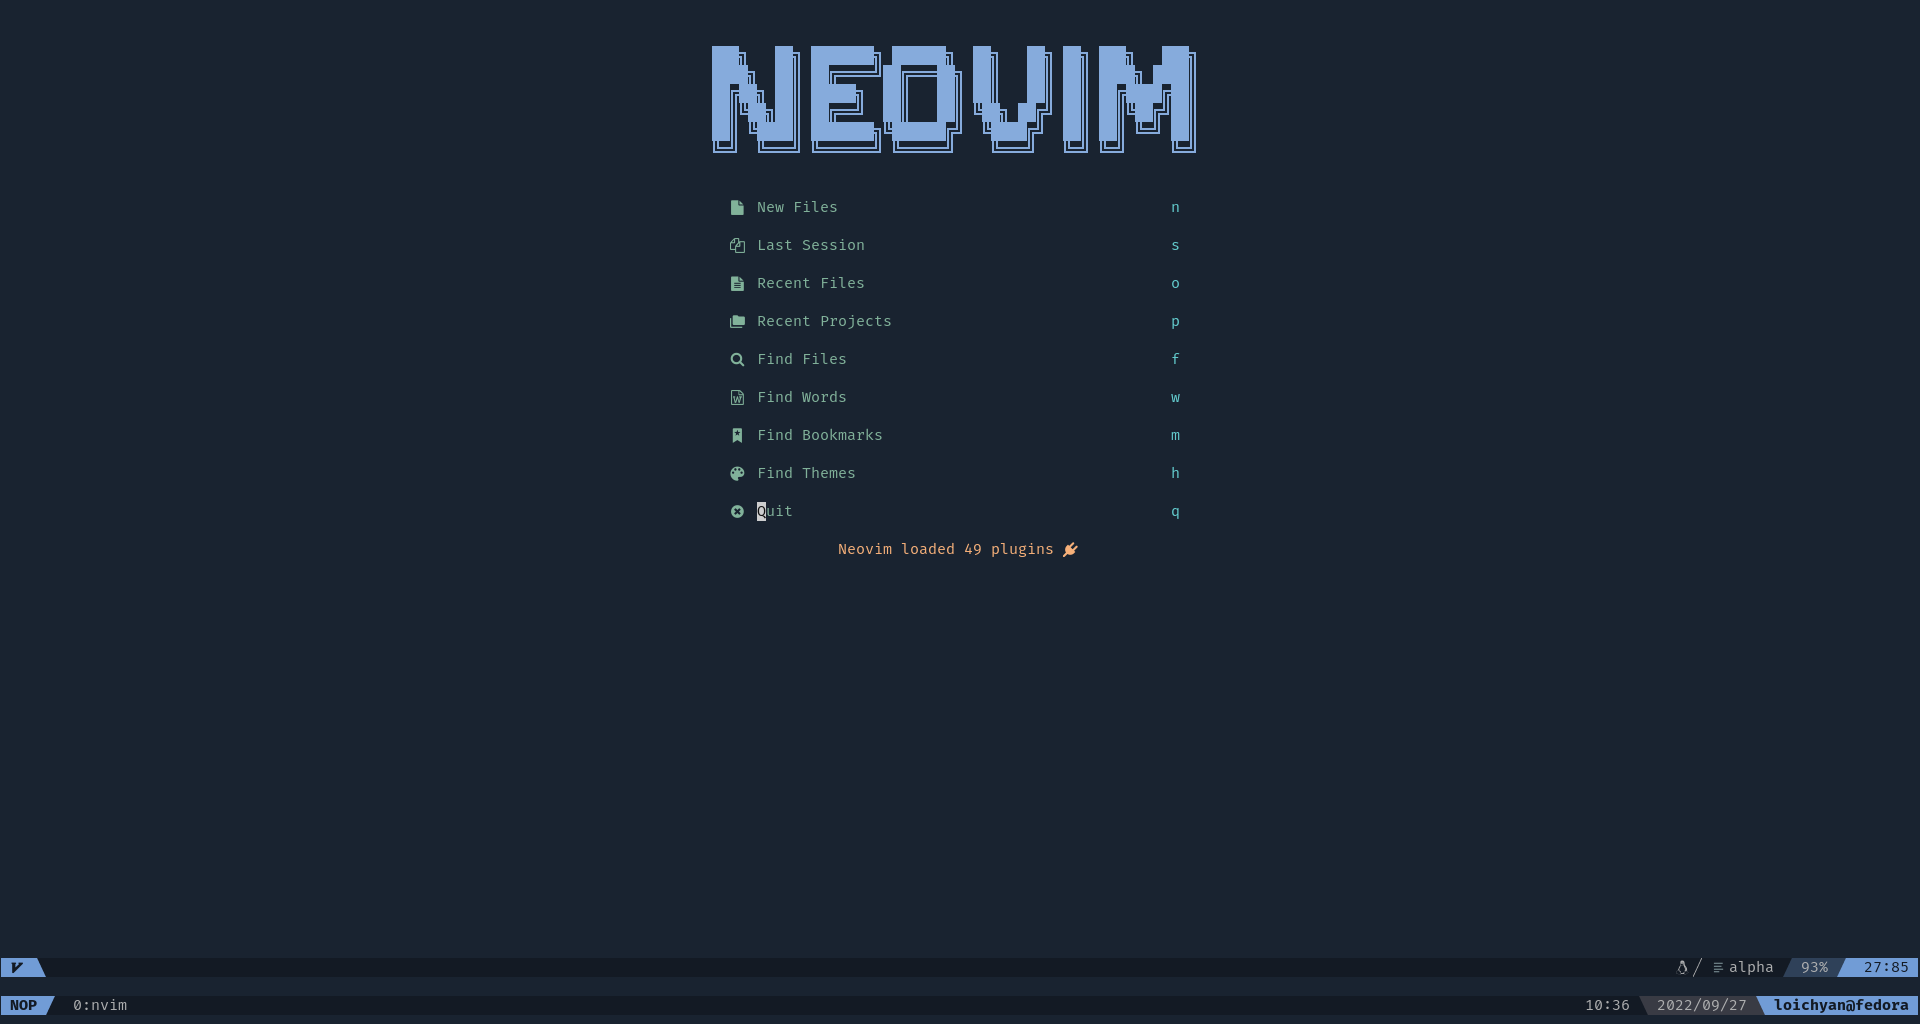 NEOVIM
New Files n
Last Session s
Recent Files o
Recent Projects p
Find Files f
Find Words w
Find Bookmarks m
Find Themes h
Quit q
Neovim loaded 49 plugins
alpha 93% 27:85
NOP 0:nvim 10:36 2022/09/27 loichyan@fedora